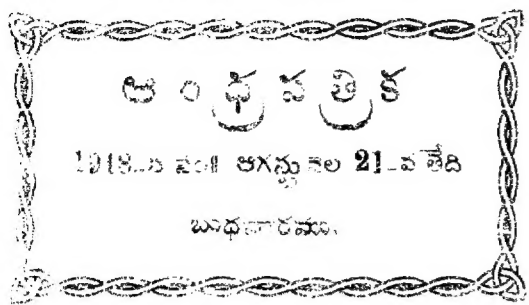 ఆంధ్రపత్రిక
1918-వ సం॥ ఆగస్టు నెల 21-వ తేది
బుధవారము.